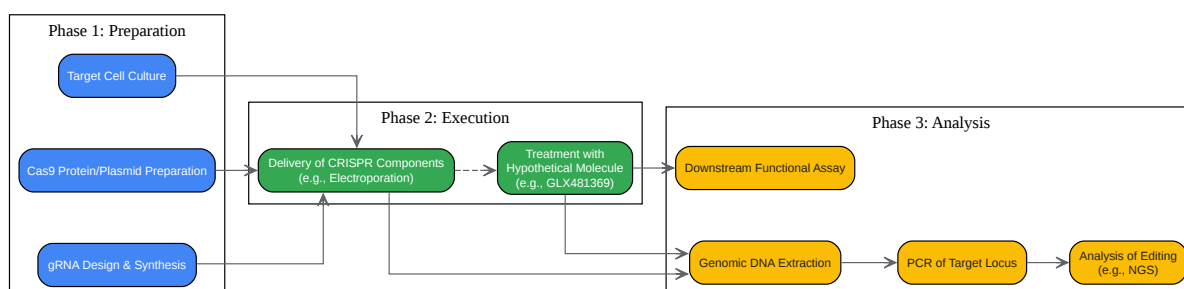 Phase 1: Preparation
Target Cell Culture
Cas9 Protein/Plasmid Preparation
gRNA Design & Synthesis
Phase 2: Execution
Delivery of CRISPR Components
(e.g., Electroporation)
Treatment with
Hypothetical Molecule
(e.g., GLX481369)
Phase 3: Analysis
Downstream Functional Assay
Genomic DNA Extraction
PCR of Target Locus
Analysis of Editing
(e.g., NGS)